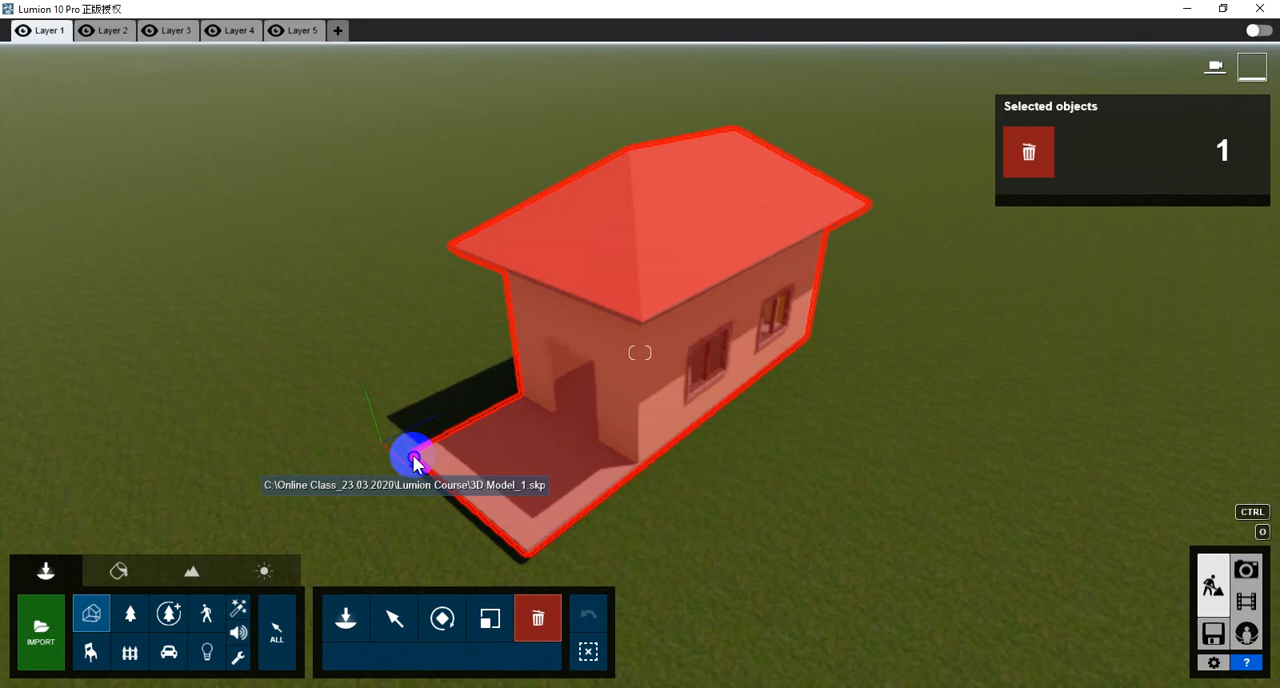 Lumion 10 Pro 正版授权
Layer 1
Layer 2
Layer 3
Layer 4
Layer 5
+
Selected objects
1
C:\Online Class_23.03.2020\Lumion Course\3D Model_1.skp
CTRL
O
IMPORT
ALL
?